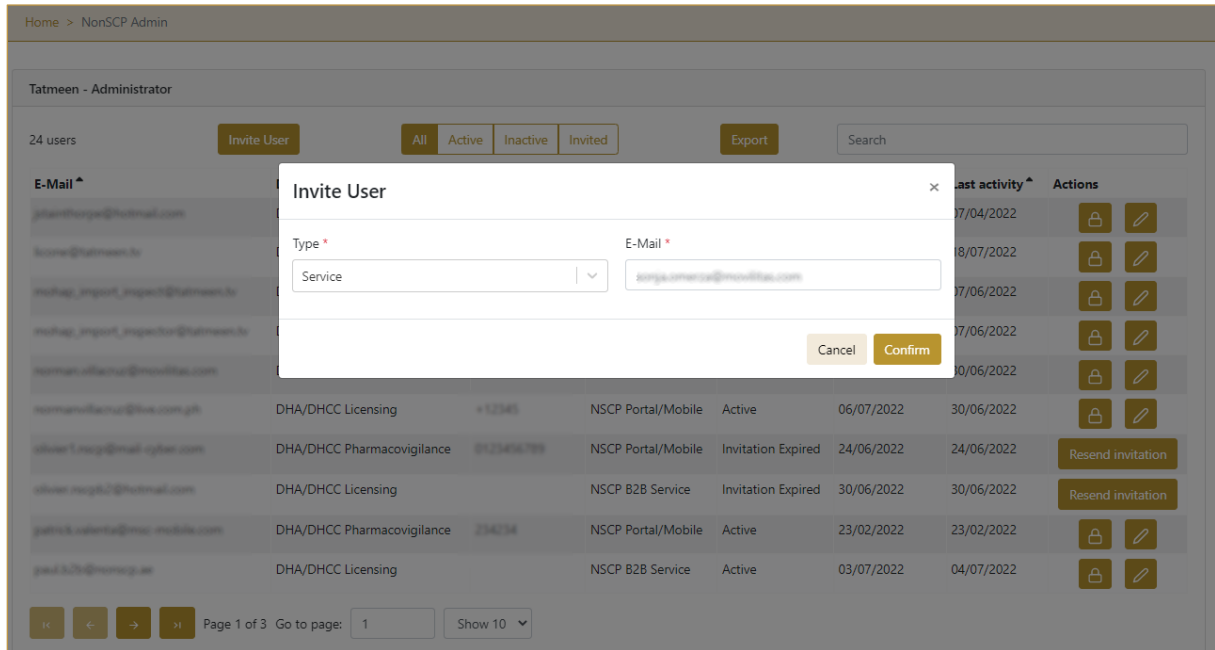 Home > NonSCP Admin
Tatmeen - Administrator
24 users Invite User All Active Inactive Invited Export Search
E-Mail Last activity Actions
Invite User ×
Type * E-Mail *
Service
Cancel Confirm
07/04/2022
18/07/2022
07/06/2022
07/06/2022
30/06/2022
DHA/DHCC Licensing +12345 NSCP Portal/Mobile Active 06/07/2022 30/06/2022
DHA/DHCC Pharmacovigilance 0123456789 NSCP Portal/Mobile Invitation Expired 24/06/2022 24/06/2022 Resend invitation
DHA/DHCC Licensing NSCP B2B Service Invitation Expired 30/06/2022 30/06/2022 Resend invitation
DHA/DHCC Pharmacovigilance 234234 NSCP Portal/Mobile Active 23/02/2022 23/02/2022
DHA/DHCC Licensing NSCP B2B Service Active 03/07/2022 04/07/2022
Page 1 of 3 Go to page: 1 Show 10